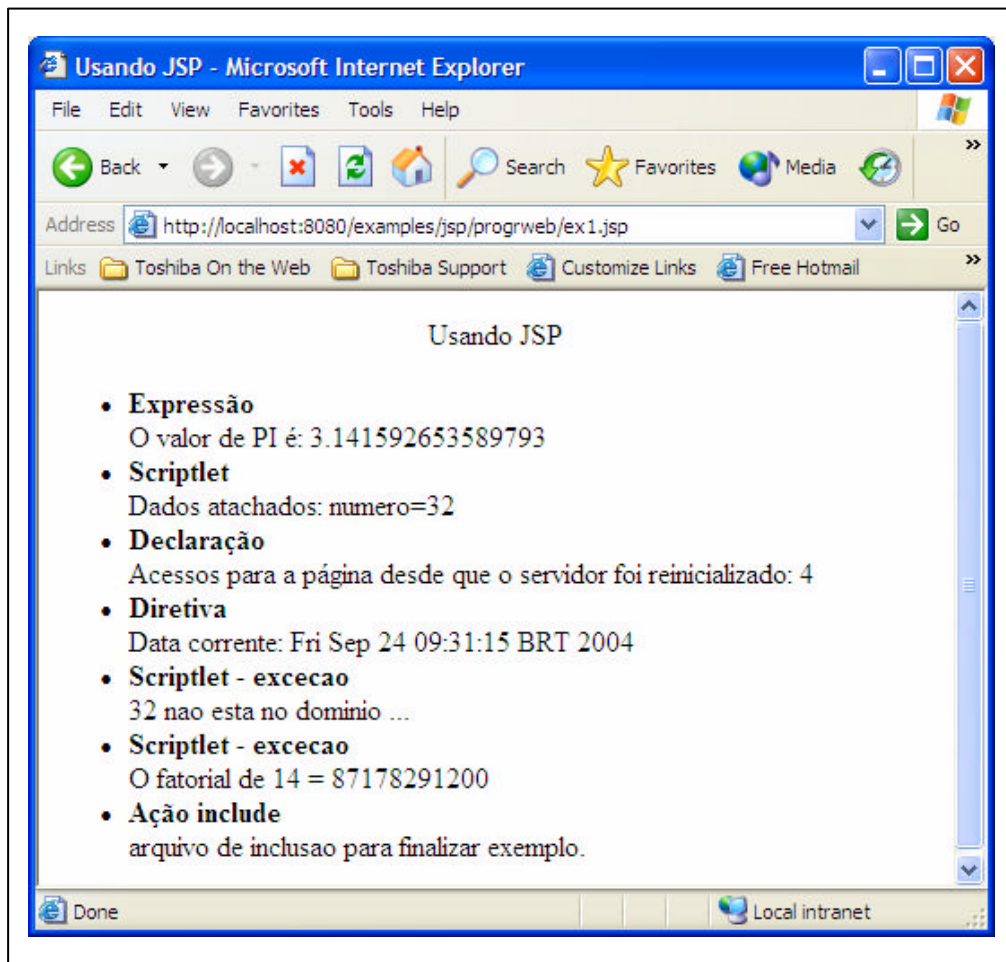 Usando JSP - Microsoft Internet Explorer
File Edit View Favorites Tools Help
Back Search Favorites Media »
Address http://localhost:8080/examples/jsp/progrweb/ex1.jsp Go
Links Toshiba On the Web Toshiba Support Customize Links Free Hotmail »
Usando JSP
• Expressão
O valor de PI é: 3.141592653589793
• Scriptlet
Dados atachados: numero=32
• Declaração
Acessos para a página desde que o servidor foi reinicializado: 4
• Diretiva
Data corrente: Fri Sep 24 09:31:15 BRT 2004
• Scriptlet - excecao
32 nao esta no dominio ...
• Scriptlet - excecao
O fatorial de 14 = 87178291200
• Ação include
arquivo de inclusao para finalizar exemplo.
Done Local intranet